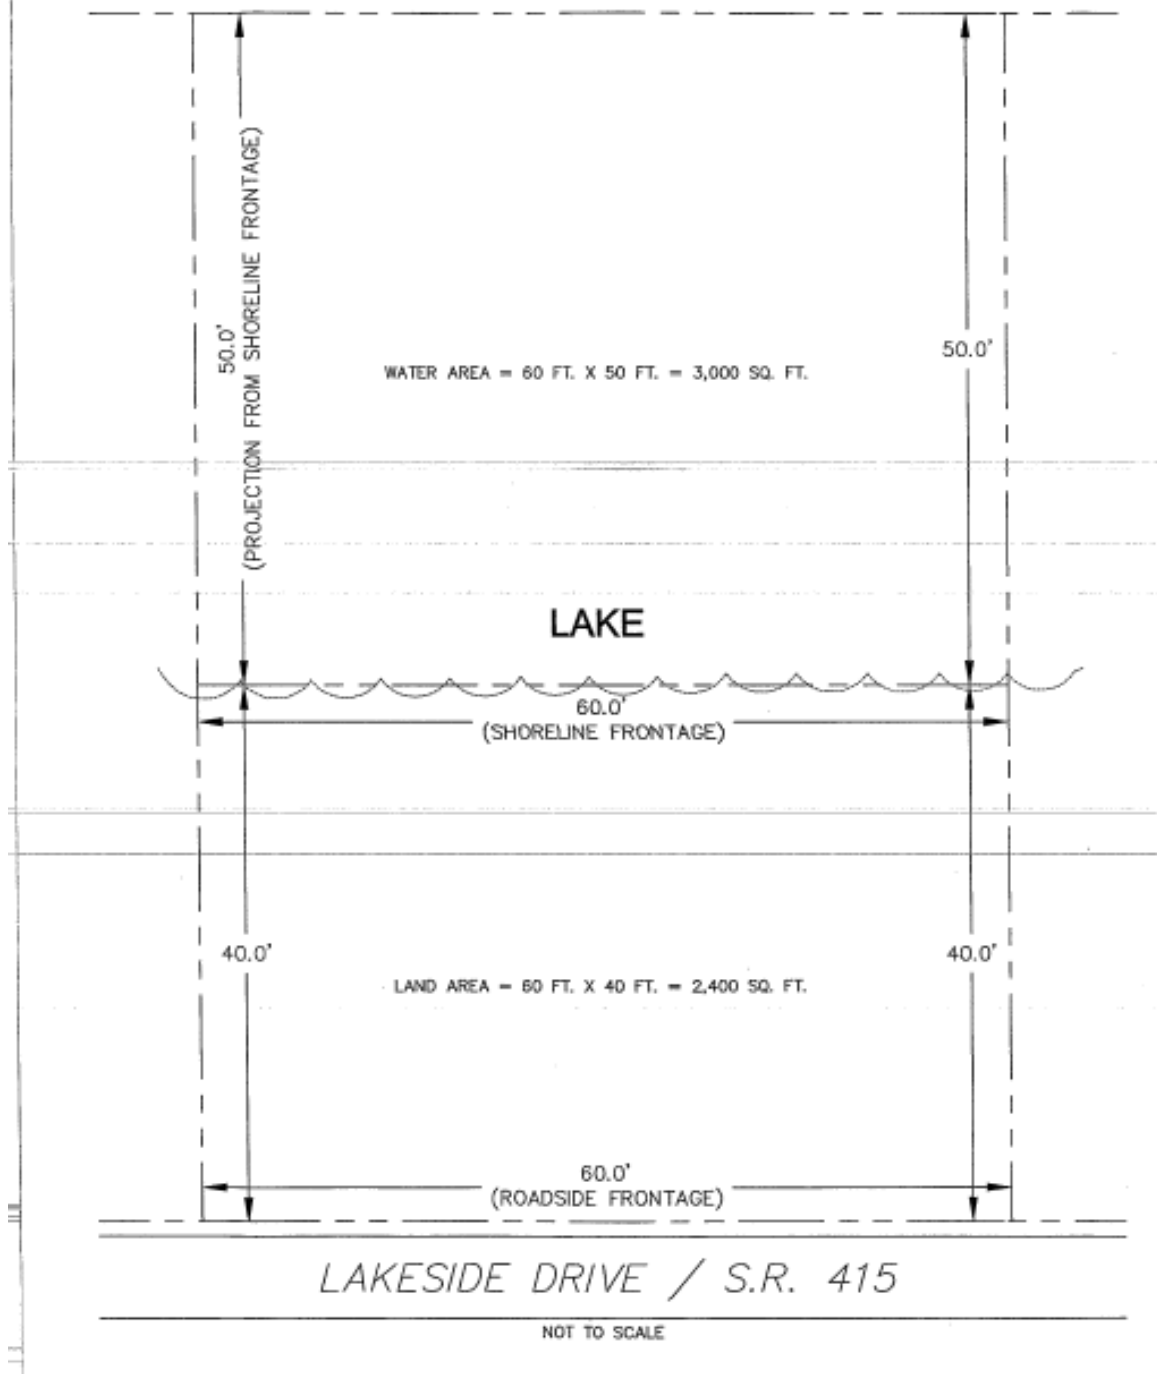 50.0'
(PROJECTION FROM SHORELINE FRONTAGE)
50.0'
WATER AREA = 60 FT. X 50 FT. = 3,000 SQ. FT.
LAKE
60.0'
(SHORELINE FRONTAGE)
40.0'
40.0'
LAND AREA = 60 FT. X 40 FT. = 2,400 SQ. FT.
60.0'
(ROADSIDE FRONTAGE)
LAKESIDE DRIVE / S.R. 415
NOT TO SCALE